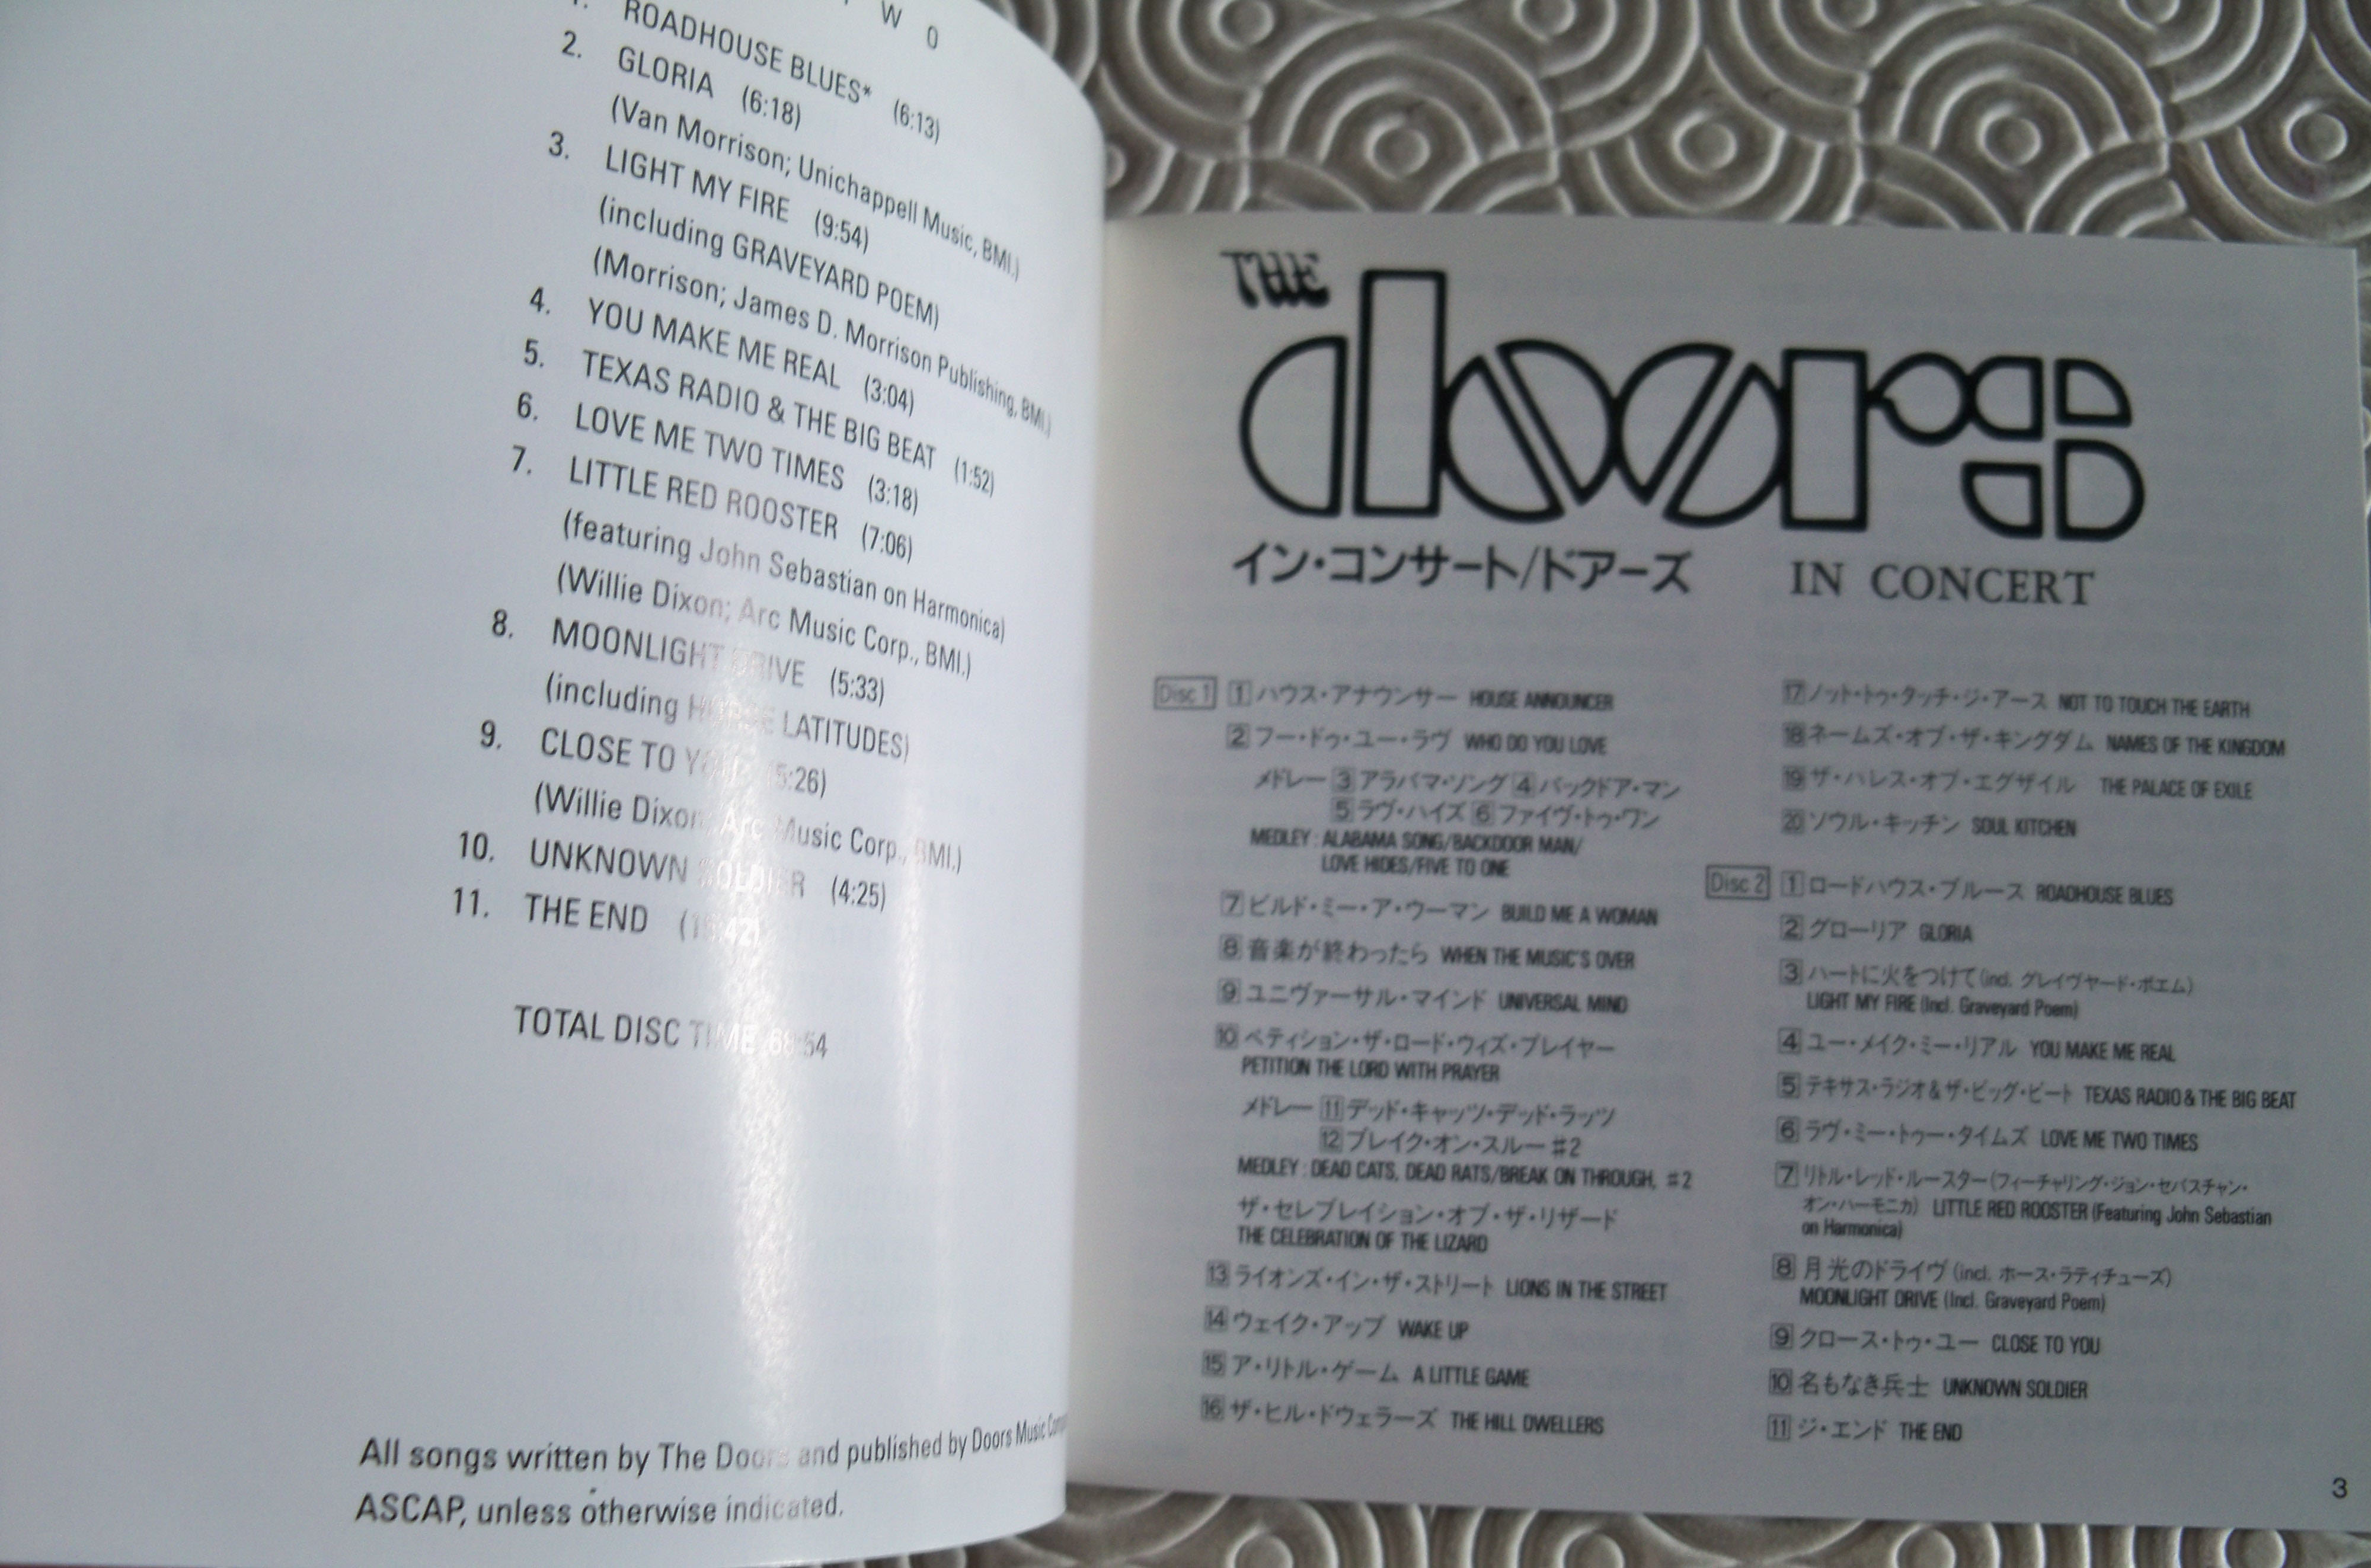 T W O
1. ROADHOUSE BLUES* (6:13)
2. GLORIA (6:18)
(Van Morrison; Unichappell Music, BMI.)
3. LIGHT MY FIRE (9:54)
(including GRAVEYARD POEM)
(Morrison; James D. Morrison Publishing, BMI.)
4. YOU MAKE ME REAL (3:04)
5. TEXAS RADIO & THE BIG BEAT (1:52)
6. LOVE ME TWO TIMES (3:18)
7. LITTLE RED ROOSTER (7:06)
(featuring John Sebastian on Harmonica)
(Willie Dixon; Arc Music Corp., BMI.)
8. MOONLIGHT DRIVE (5:33)
(including HORSE LATITUDES)
9. CLOSE TO YOU (5:26)
(Willie Dixon; Arc Music Corp., BMI.)
10. UNKNOWN SOLDIER (4:25)
11. THE END
TOTAL DISC TIME 68:54
All songs written by The Doors and published by Doors Music
ASCAP, unless otherwise indicated.
THE
doors
イン・コンサート/ドアーズ IN CONCERT
Disc 1 1 ハウス・アナウンサー HOUSE ANNOUNCER
2 フー・ドゥ・ユー・ラヴ WHO DO YOU LOVE
メドレー 3 アラバマ・ソング 4 バックドア・マン
5 ラヴ・ハイズ 6 ファイヴ・トゥ・ワン
MEDLEY : ALABAMA SONG/BACKDOOR MAN/
LOVE HIDES/FIVE TO ONE
7 ビルド・ミー・ア・ウーマン BUILD ME A WOMAN
8 音楽が終わったら WHEN THE MUSIC'S OVER
9 ユニヴァーサル・マインド UNIVERSAL MIND
10 ペティション・ザ・ロード・ウィズ・プレイヤー
PETITION THE LORD WITH PRAYER
メドレー 11 デッド・キャッツ・デッド・ラッツ
12 ブレイク・オン・スルー #2
MEDLEY : DEAD CATS, DEAD RATS/BREAK ON THROUGH, #2
ザ・セレブレイション・オブ・ザ・リザード
THE CELEBRATION OF THE LIZARD
13 ライオンズ・イン・ザ・ストリート LIONS IN THE STREET
14 ウェイク・アップ WAKE UP
15 ア・リトル・ゲーム A LITTLE GAME
16 ザ・ヒル・ドウェラーズ THE HILL DWELLERS
17 ノット・トゥ・タッチ・ジ・アース NOT TO TOUCH THE EARTH
18 ネームズ・オブ・ザ・キングダム NAMES OF THE KINGDOM
19 ザ・パレス・オブ・エグザイル THE PALACE OF EXILE
20 ソウル・キッチン SOUL KITCHEN
Disc 2 1 ロードハウス・ブルース ROADHOUSE BLUES
2 グローリア GLORIA
3 ハートに火をつけて (incl. グレイヴヤード・ポエム)
LIGHT MY FIRE (Incl. Graveyard Poem)
4 ユー・メイク・ミー・リアル YOU MAKE ME REAL
5 テキサス・ラジオ&ザ・ビッグ・ビート TEXAS RADIO & THE BIG BEAT
6 ラヴ・ミー・トゥー・タイムズ LOVE ME TWO TIMES
7 リトル・レッド・ルースター (フィーチャリング・ジョン・セバスチャン・
オン・ハーモニカ) LITTLE RED ROOSTER (Featuring John Sebastian
on Harmonica)
8 月光のドライヴ (incl. ホース・ラティチューズ)
MOONLIGHT DRIVE (Incl. Graveyard Poem)
9 クロース・トゥ・ユー CLOSE TO YOU
10 名もなき兵士 UNKNOWN SOLDIER
11 ジ・エンド THE END
3